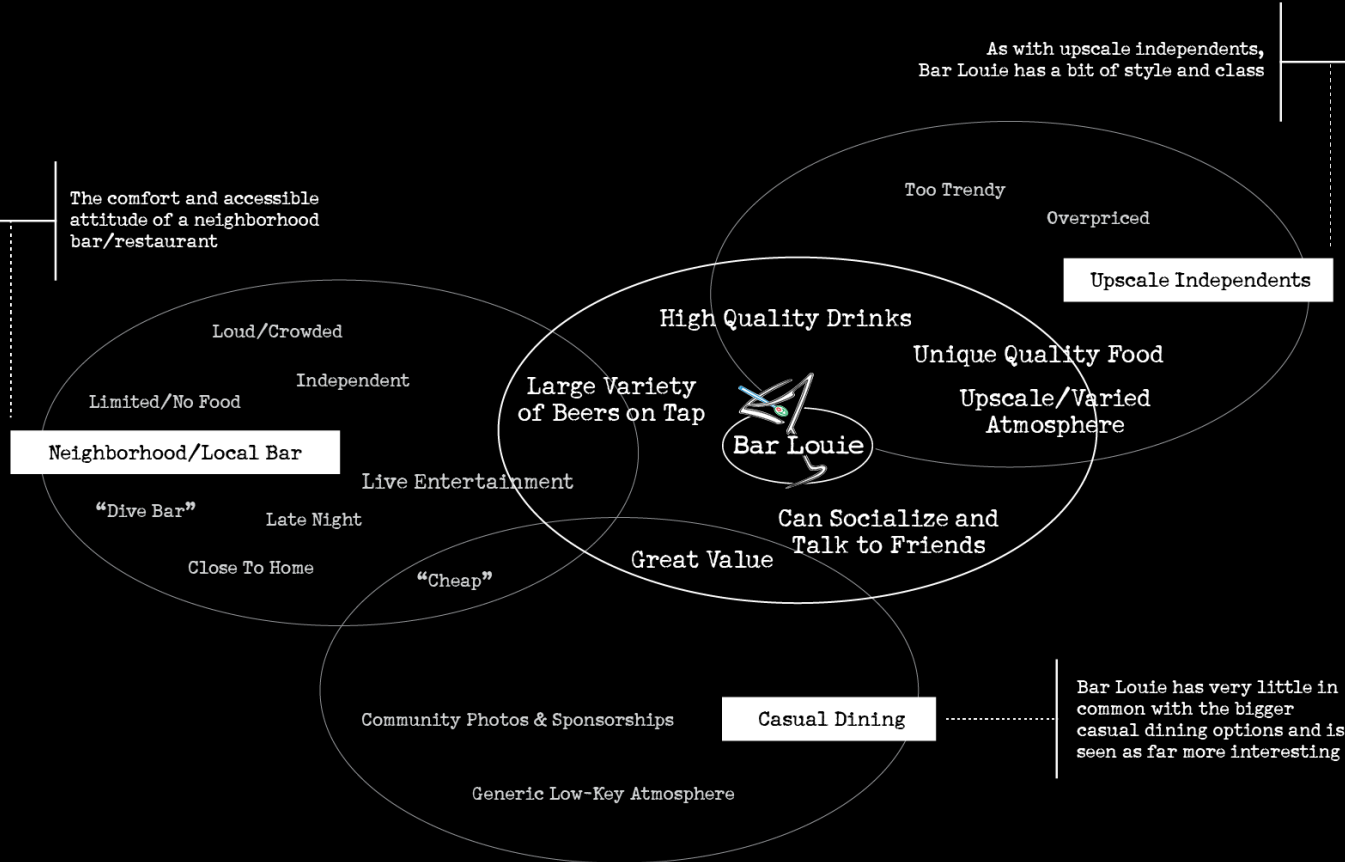 As with upscale independents,
Bar Louie has a bit of style and class
The comfort and accessible
attitude of a neighborhood
bar/restaurant
Too Trendy
Overpriced
Upscale Independents
High Quality Drinks
Loud/Crowded
Unique Quality Food
Independent
Large Variety
of Beers on Tap
Limited/No Food
Upscale/Varied
Atmosphere
Bar Louie
Neighborhood/Local Bar
Live Entertainment
“Dive Bar”
Late Night
Can Socialize and
Talk to Friends
Great Value
Close To Home
“Cheap”
Bar Louie has very little in
common with the bigger
casual dining options and is
seen as far more interesting
Community Photos & Sponsorships
Casual Dining
Generic Low-Key Atmosphere